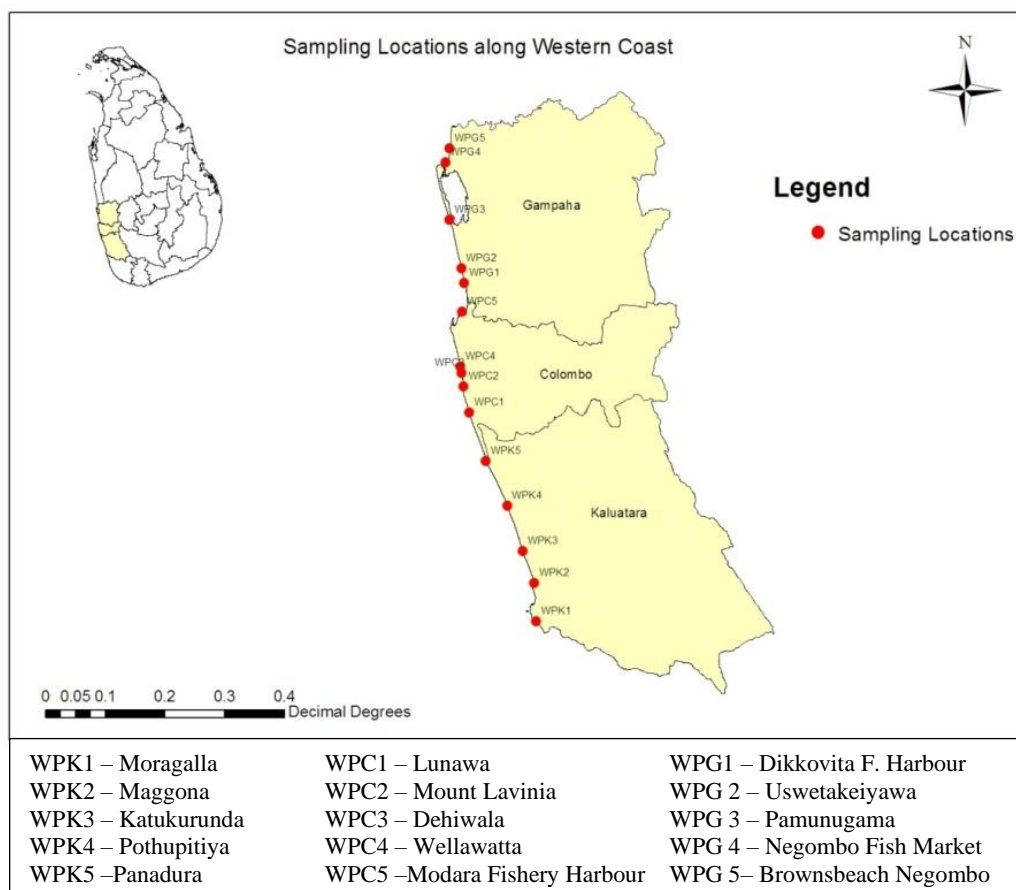 Sampling Locations along Western Coast
N
WPG5
WPG4
Legend
WPG3
Gampaha
Sampling Locations
WPG2
WPG1
WPC5
WPC4
WPC2
Colombo
WPC1
WPK5
WPK4
Kaluatara
WPK3
WPK2
WPK1
0 0.05 0.1 0.2 0.3 0.4
Decimal Degrees
WPK1 – Moragalla
WPK2 – Maggona
WPK3 – Katukurunda
WPK4 – Pothupitiya
WPK5 –Panadura
WPC1 – Lunawa
WPC2 – Mount Lavinia
WPC3 – Dehiwala
WPC4 – Wellawatta
WPC5 –Modara Fishery Harbour
WPG1 – Dikkovita F. Harbour
WPG 2 – Uswetakeiyawa
WPG 3 – Pamunugama
WPG 4 – Negombo Fish Market
WPG 5– Brownsbeach Negombo